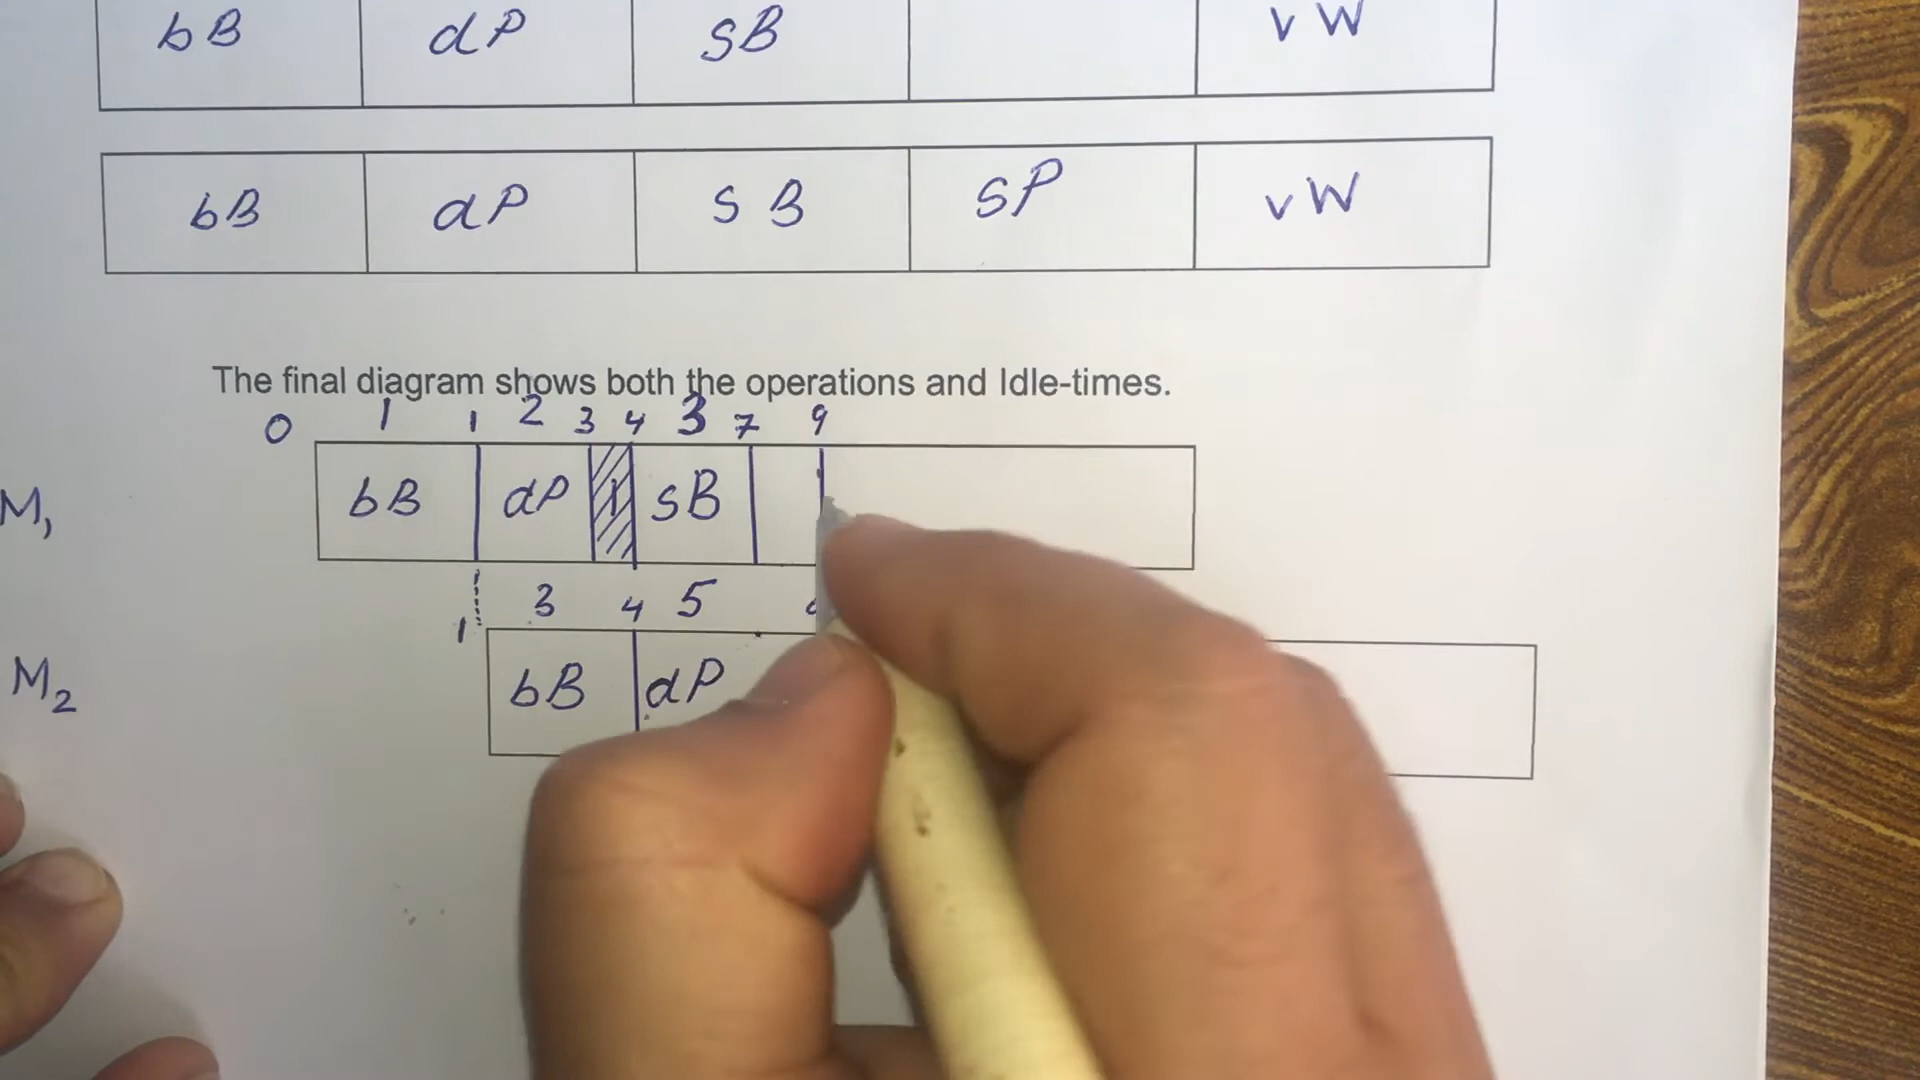 bB dP SB vW
bB dP SB SP vW
The final diagram shows both the operations and Idle-times.
0 1 1 2 3 4 3 7 9
M1 bB dP 1 SB
1 3 4 5
M2 bB dP